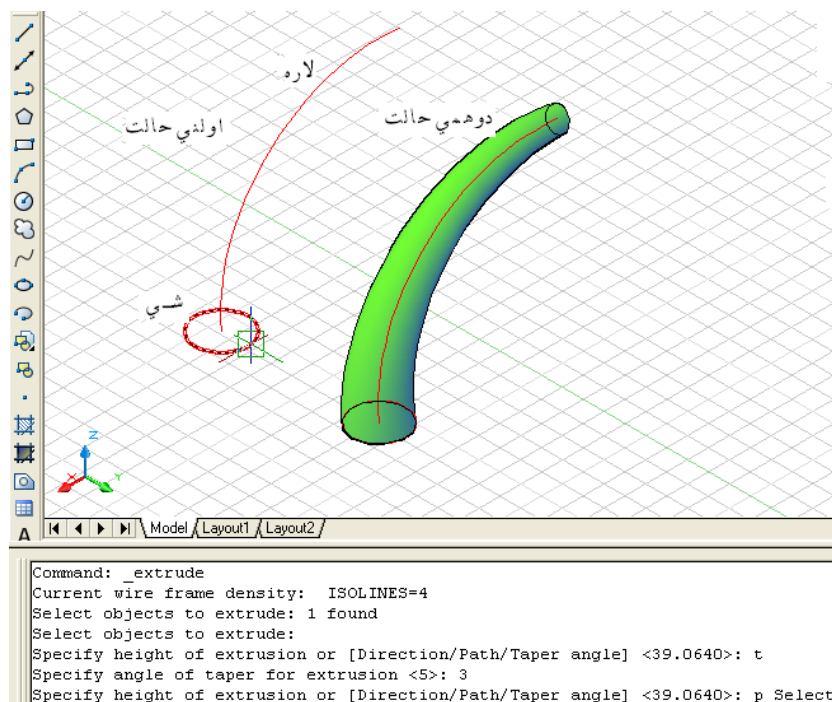 لاره
اولني حالت
دوهمي حالت
شي
Z
X
Y
A
Model Layout1 Layout2
Command: _extrude
Current wire frame density:  ISOLINES=4
Select objects to extrude: 1 found
Select objects to extrude:
Specify height of extrusion or [Direction/Path/Taper angle] <39.0640>: t
Specify angle of taper for extrusion <5>: 3
Specify height of extrusion or [Direction/Path/Taper angle] <39.0640>: p Select